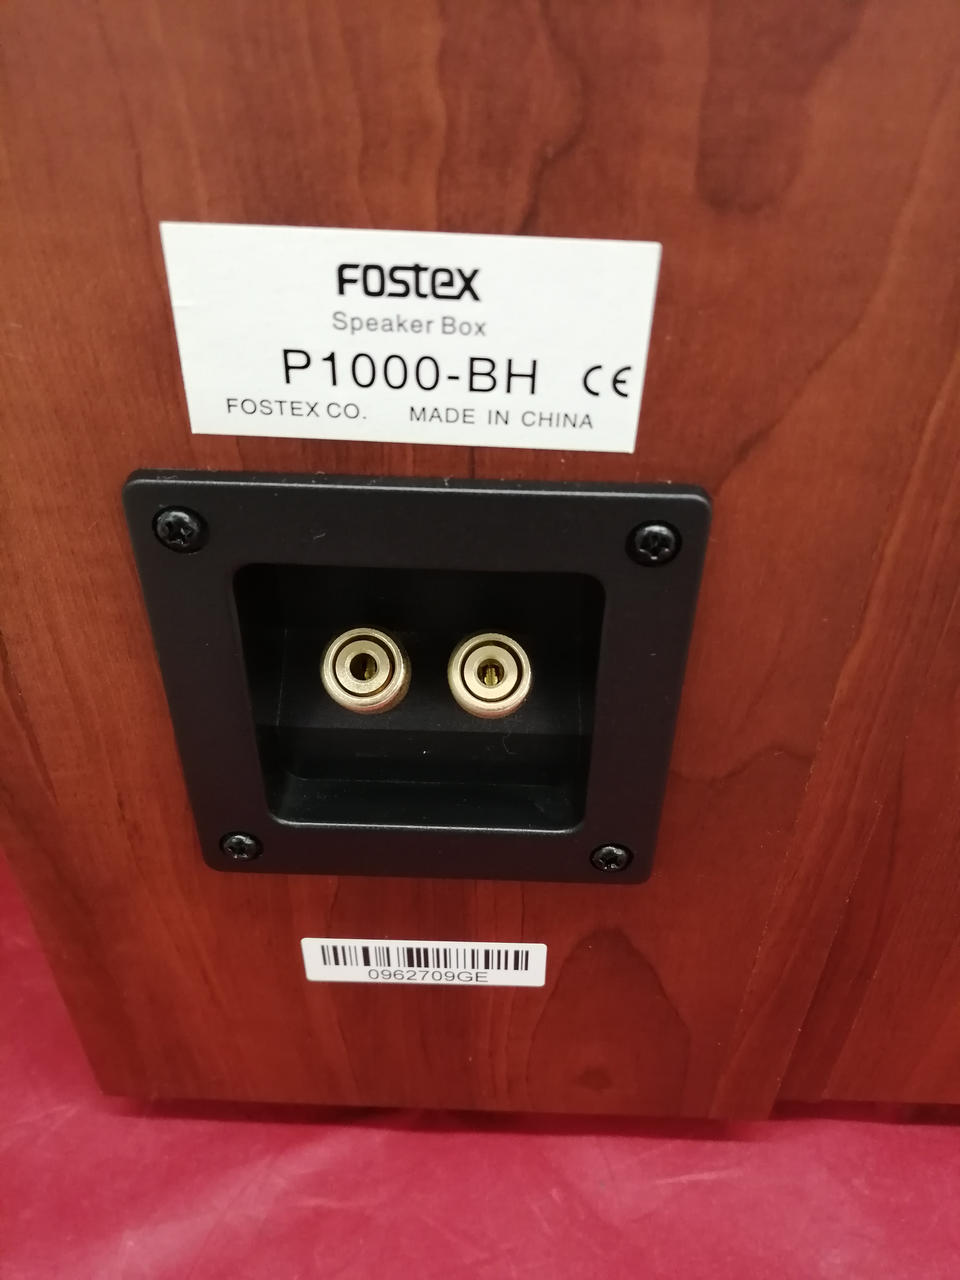 Fostex
Speaker Box
P1000-BH CE
FOSTEX CO. MADE IN CHINA
0962709GE